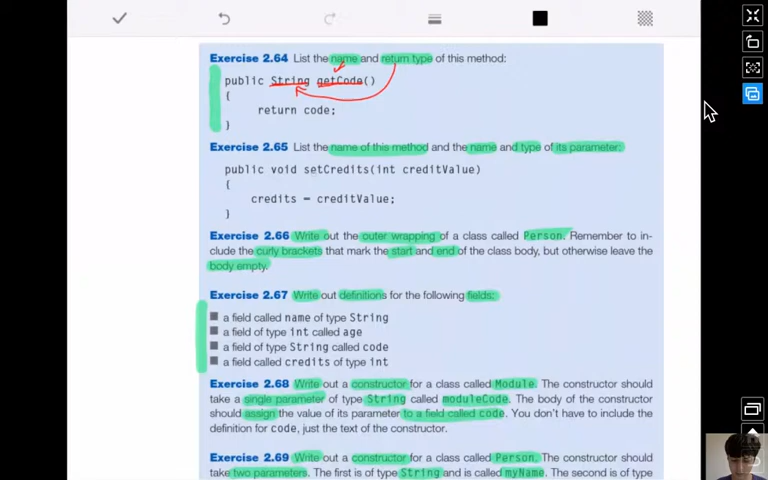 Exercise 2.64 List the name and return type of this method:
public String getCode()
{
return code;
}
Exercise 2.65 List the name of this method and the name and type of its parameter:
public void setCredits(int creditValue)
{
credits = creditValue;
}
Exercise 2.66 Write out the outer wrapping of a class called Person. Remember to in-
clude the curly brackets that mark the start and end of the class body, but otherwise leave the
body empty.
Exercise 2.67 Write out definitions for the following fields:
■ a field called name of type String
■ a field of type int called age
■ a field of type String called code
■ a field called credits of type int
Exercise 2.68 Write out a constructor for a class called Module. The constructor should
take a single parameter of type String called moduleCode. The body of the constructor
should assign the value of its parameter to a field called code. You don't have to include the
definition for code, just the text of the constructor.
Exercise 2.69 Write out a constructor for a class called Person. The constructor should
take two parameters. The first is of type String and is called myName. The second is of type